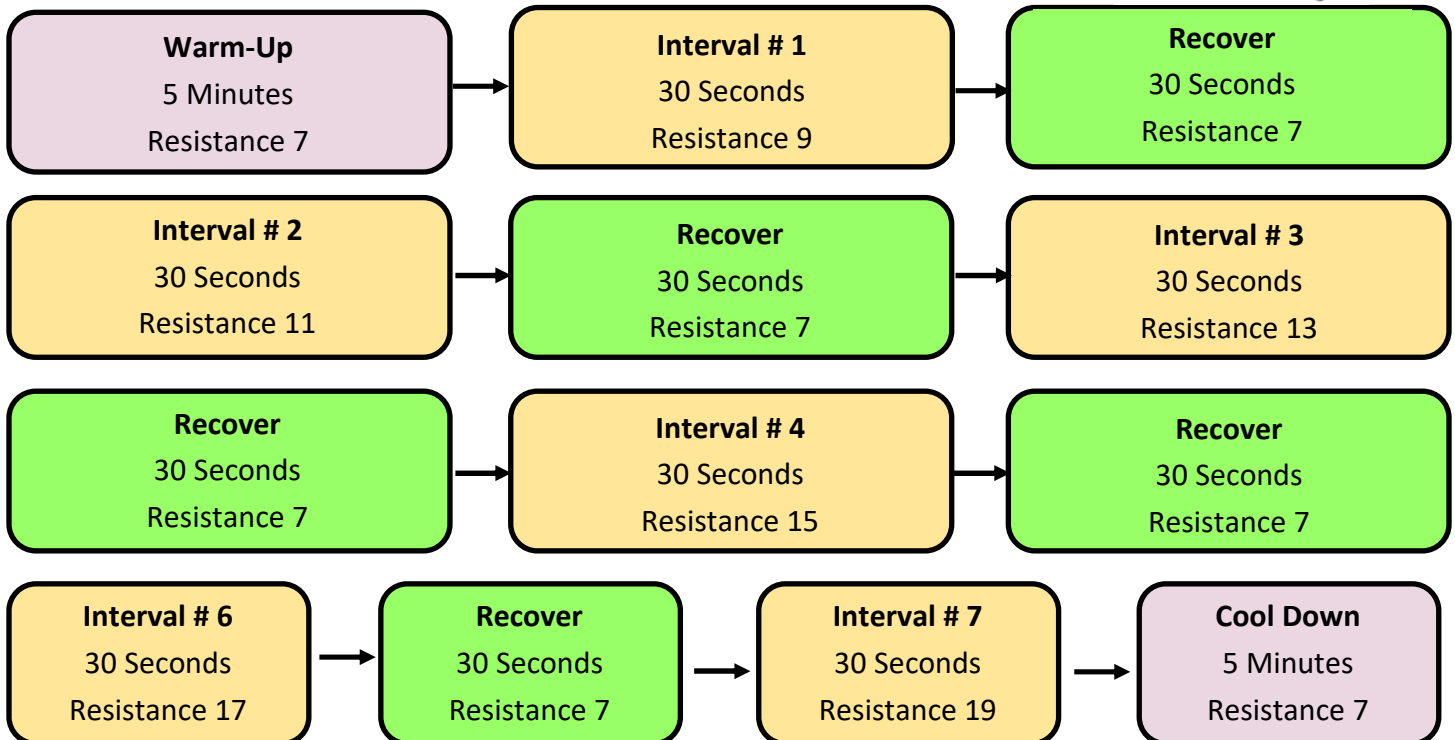 Warm-Up
5 Minutes
Resistance 7
Interval # 1
30 Seconds
Resistance 9
Recover
30 Seconds
Resistance 7
Interval # 2
30 Seconds
Resistance 11
Recover
30 Seconds
Resistance 7
Interval # 3
30 Seconds
Resistance 13
Recover
30 Seconds
Resistance 7
Interval # 4
30 Seconds
Resistance 15
Recover
30 Seconds
Resistance 7
Interval # 6
30 Seconds
Resistance 17
Recover
30 Seconds
Resistance 7
Interval # 7
30 Seconds
Resistance 19
Cool Down
5 Minutes
Resistance 7